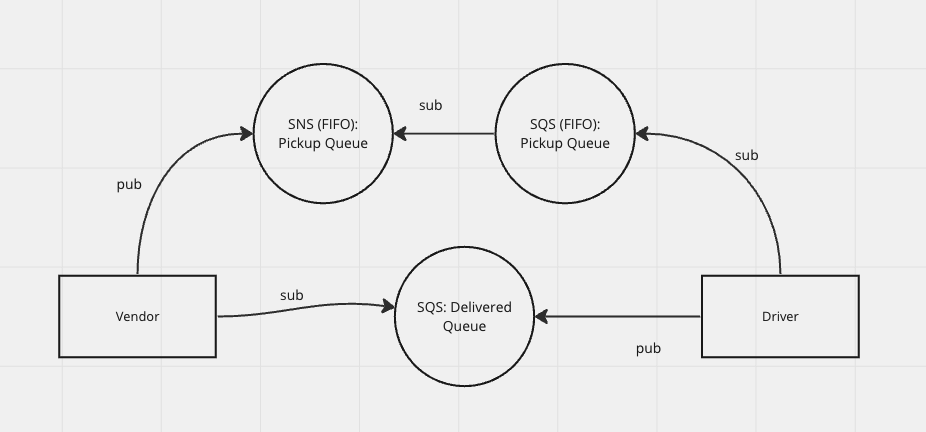 sub
SNS (FIFO):
Pickup Queue
SQS (FIFO):
Pickup Queue
sub
pub
sub
SQS: Delivered
Queue
Vendor
Driver
pub